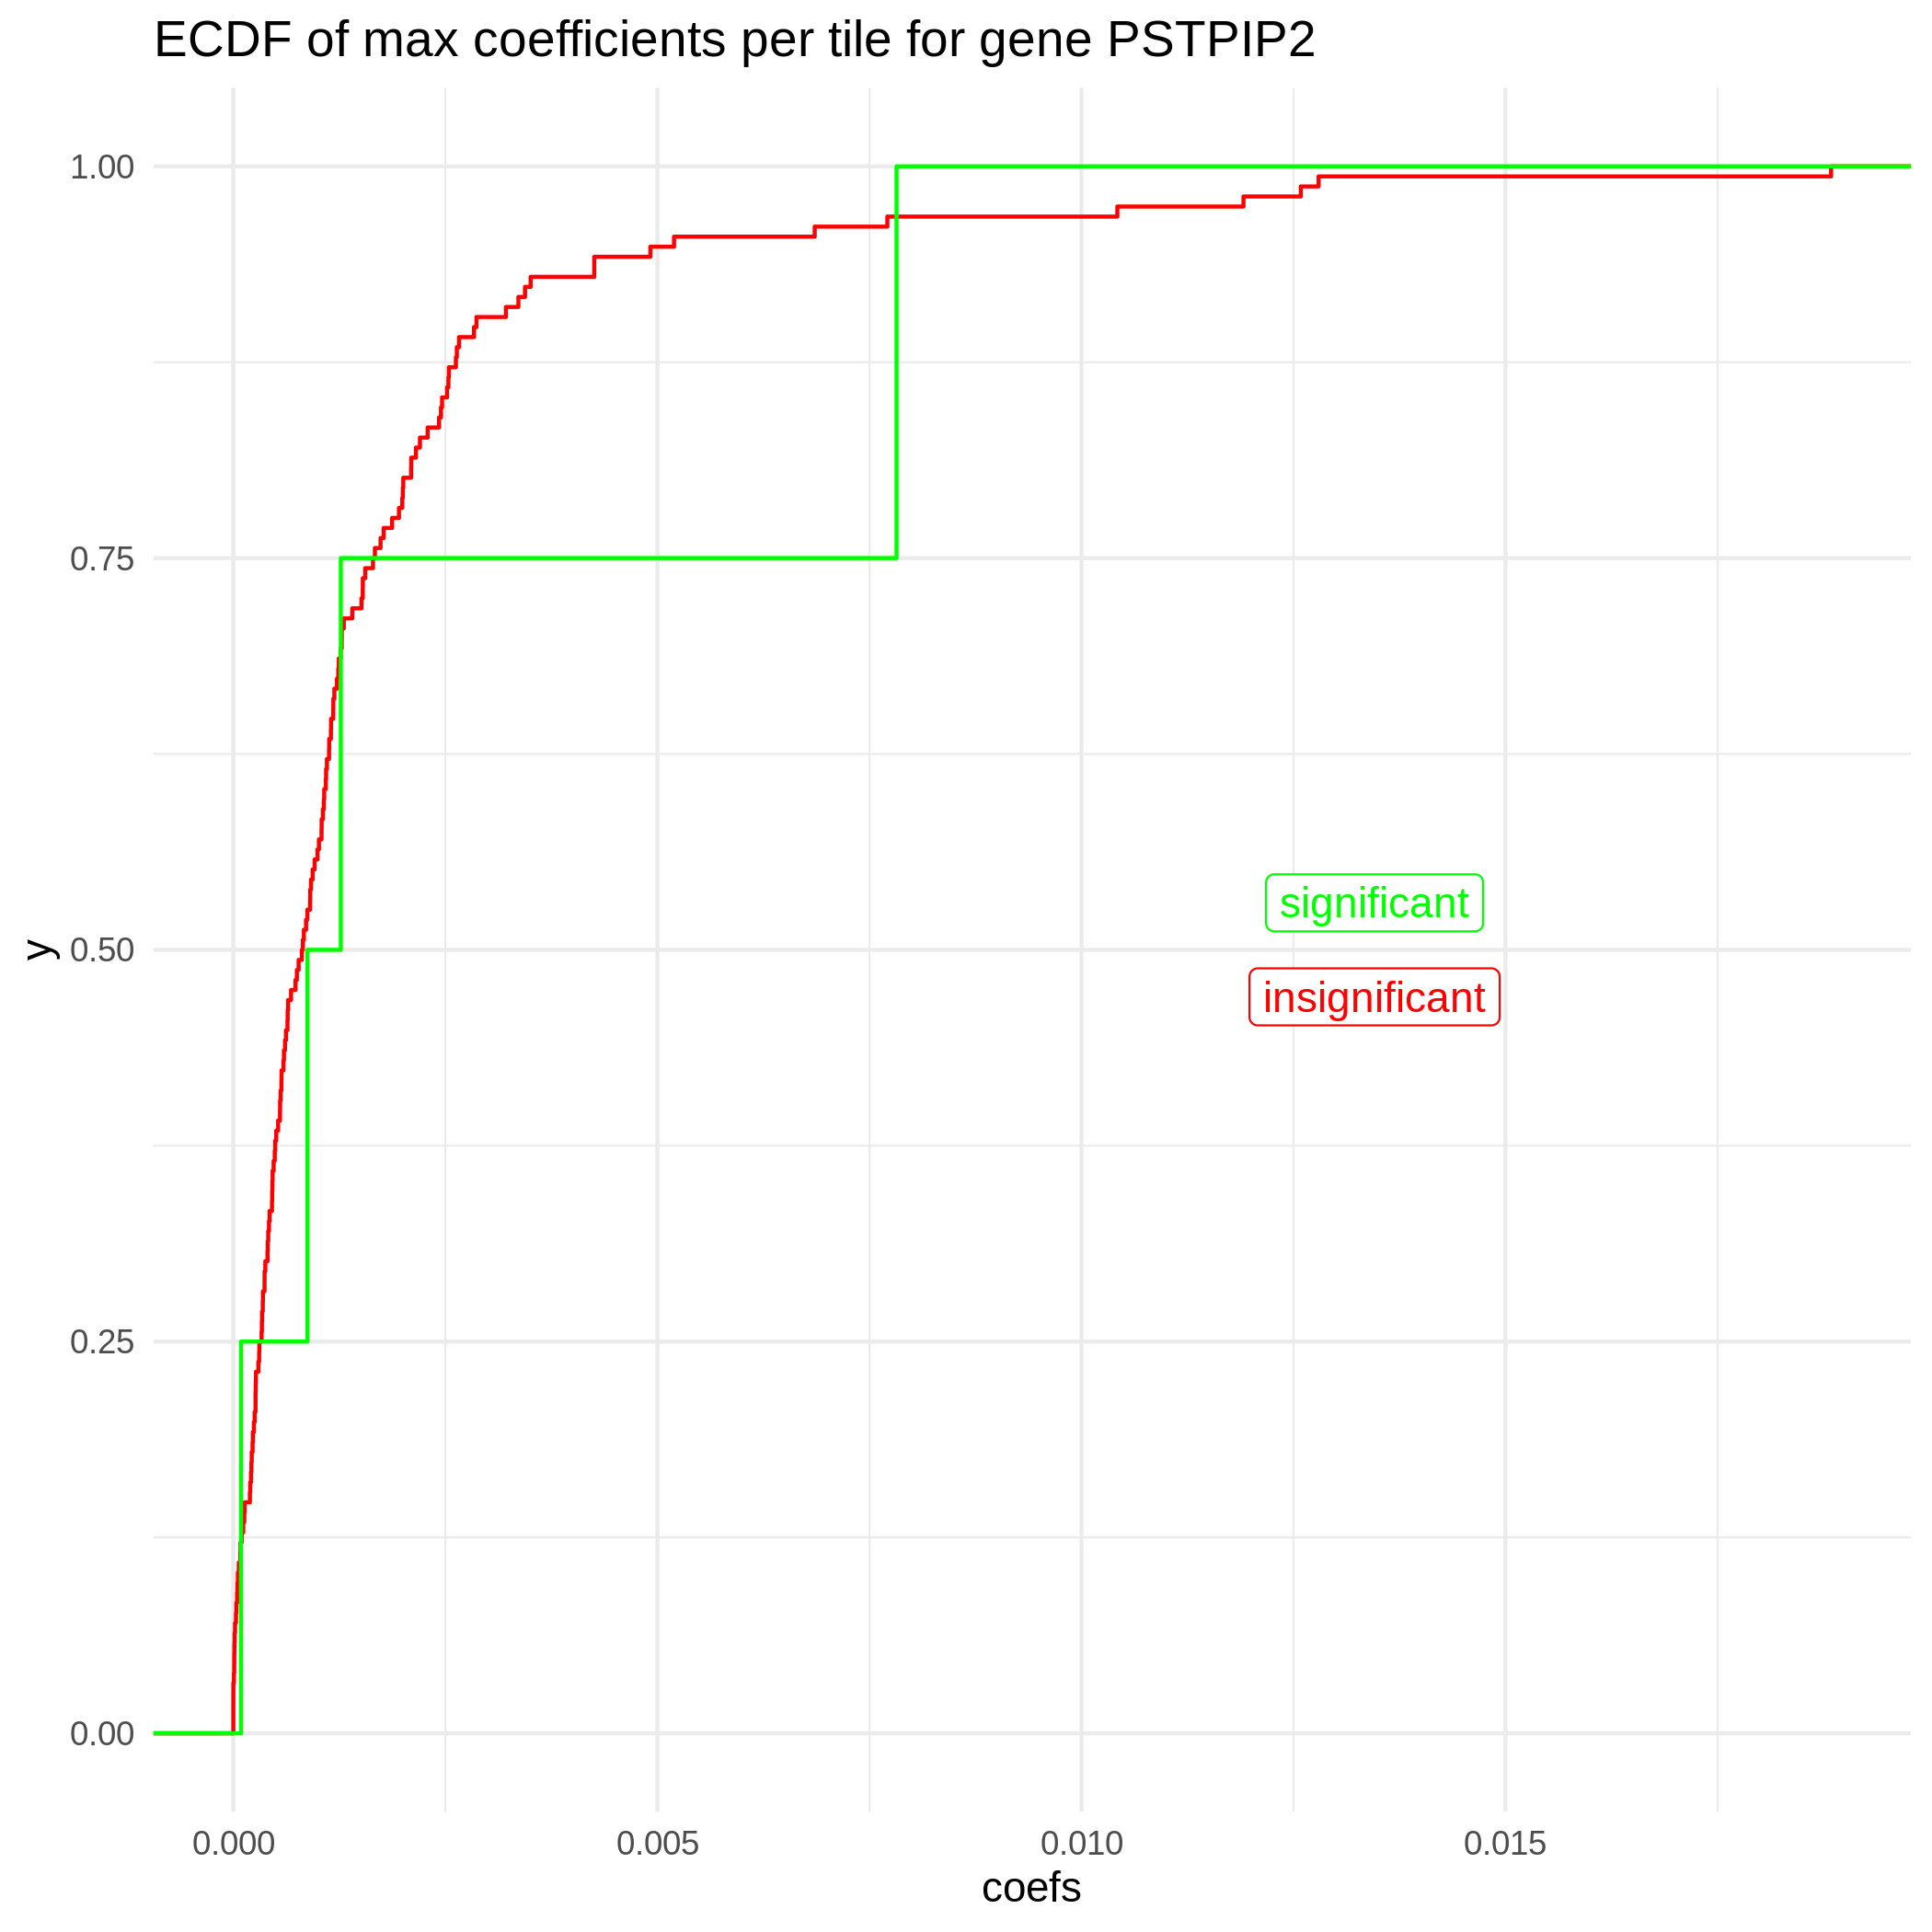 ECDF of max coefficients per tile for gene PSTPIP2
1.00
0.75
0.50
0.25
0.00
y
significant
insignificant
0.000
0.005
0.010
0.015
coefs